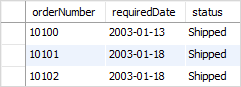 orderNumber requiredDate status
10100 2003-01-13 Shipped
10101 2003-01-18 Shipped
10102 2003-01-18 Shipped